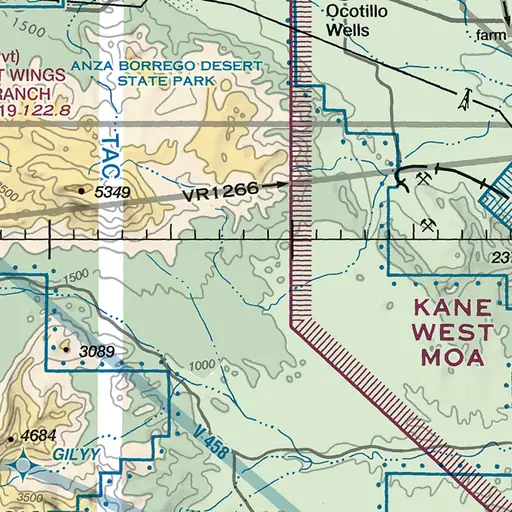 Ocotillo
Wells
1500
farm
vt)
T WINGS
RANCH
19 122.8
ANZA BORREGO DESERT
STATE PARK
TAC
5349
VR1266
1500
KANE
WEST
MOA
3089
1000
4684
V 458
GILYY
3500